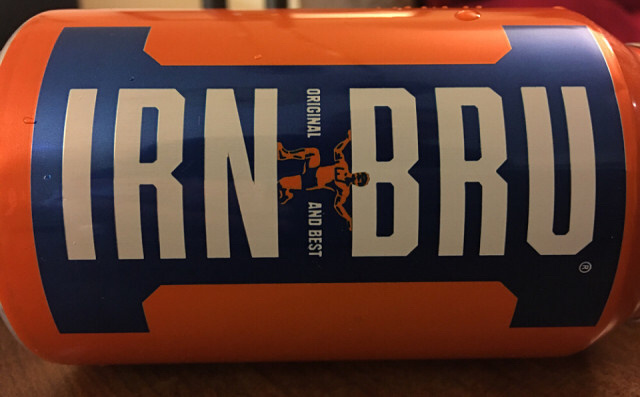 IRN BRU
ORIGINAL AND BEST
®